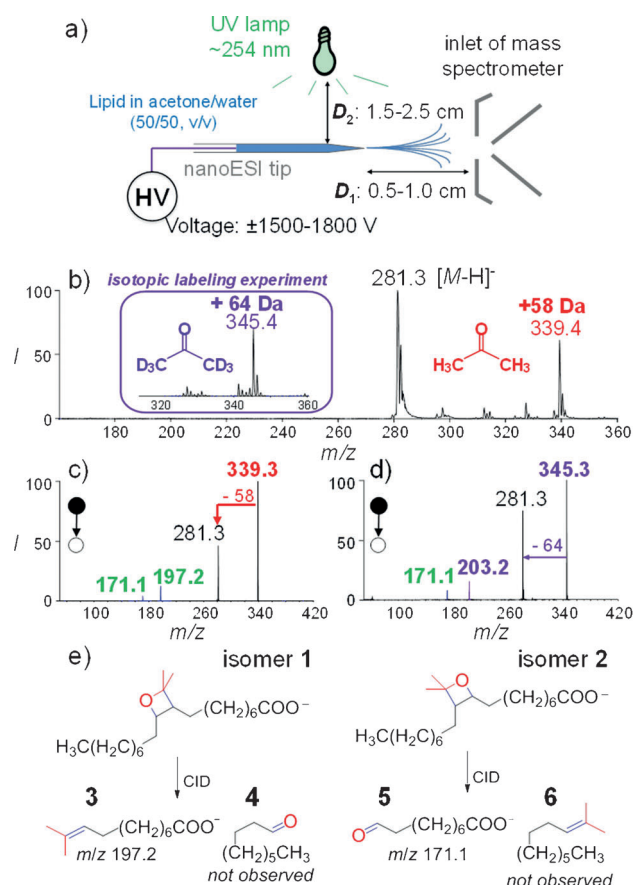 a)
UV lamp
~254 nm
inlet of mass
spectrometer
Lipid in acetone/water
(50/50, v/v)
D2: 1.5-2.5 cm
nanoESI tip
HV
D1: 0.5-1.0 cm
Voltage: ±1500-1800 V
b)
isotopic labeling experiment
281.3 [M-H]-
+ 64 Da
345.4
+58 Da
339.4
O
D3C CD3
O
H3C CH3
100
50
0
I
320 340 360
160 180 200 220 240 260 280 300 320 340 360
m/z
c)
339.3
- 58
281.3
171.1
197.2
100
50
0
I
100 180 260 340 420
m/z
d)
345.3
281.3
- 64
203.2
171.1
100
50
0
100 180 260 340 420
m/z
e)
isomer 1
O
(CH2)6COO−
H3C(H2C)6
CID
3
4
(CH2)6COO−
O
m/z 197.2
(CH2)5CH3
not observed
isomer 2
O
(CH2)6COO−
H3C(H2C)6
CID
5
6
O
(CH2)6COO−
m/z 171.1
(CH2)5CH3
not observed